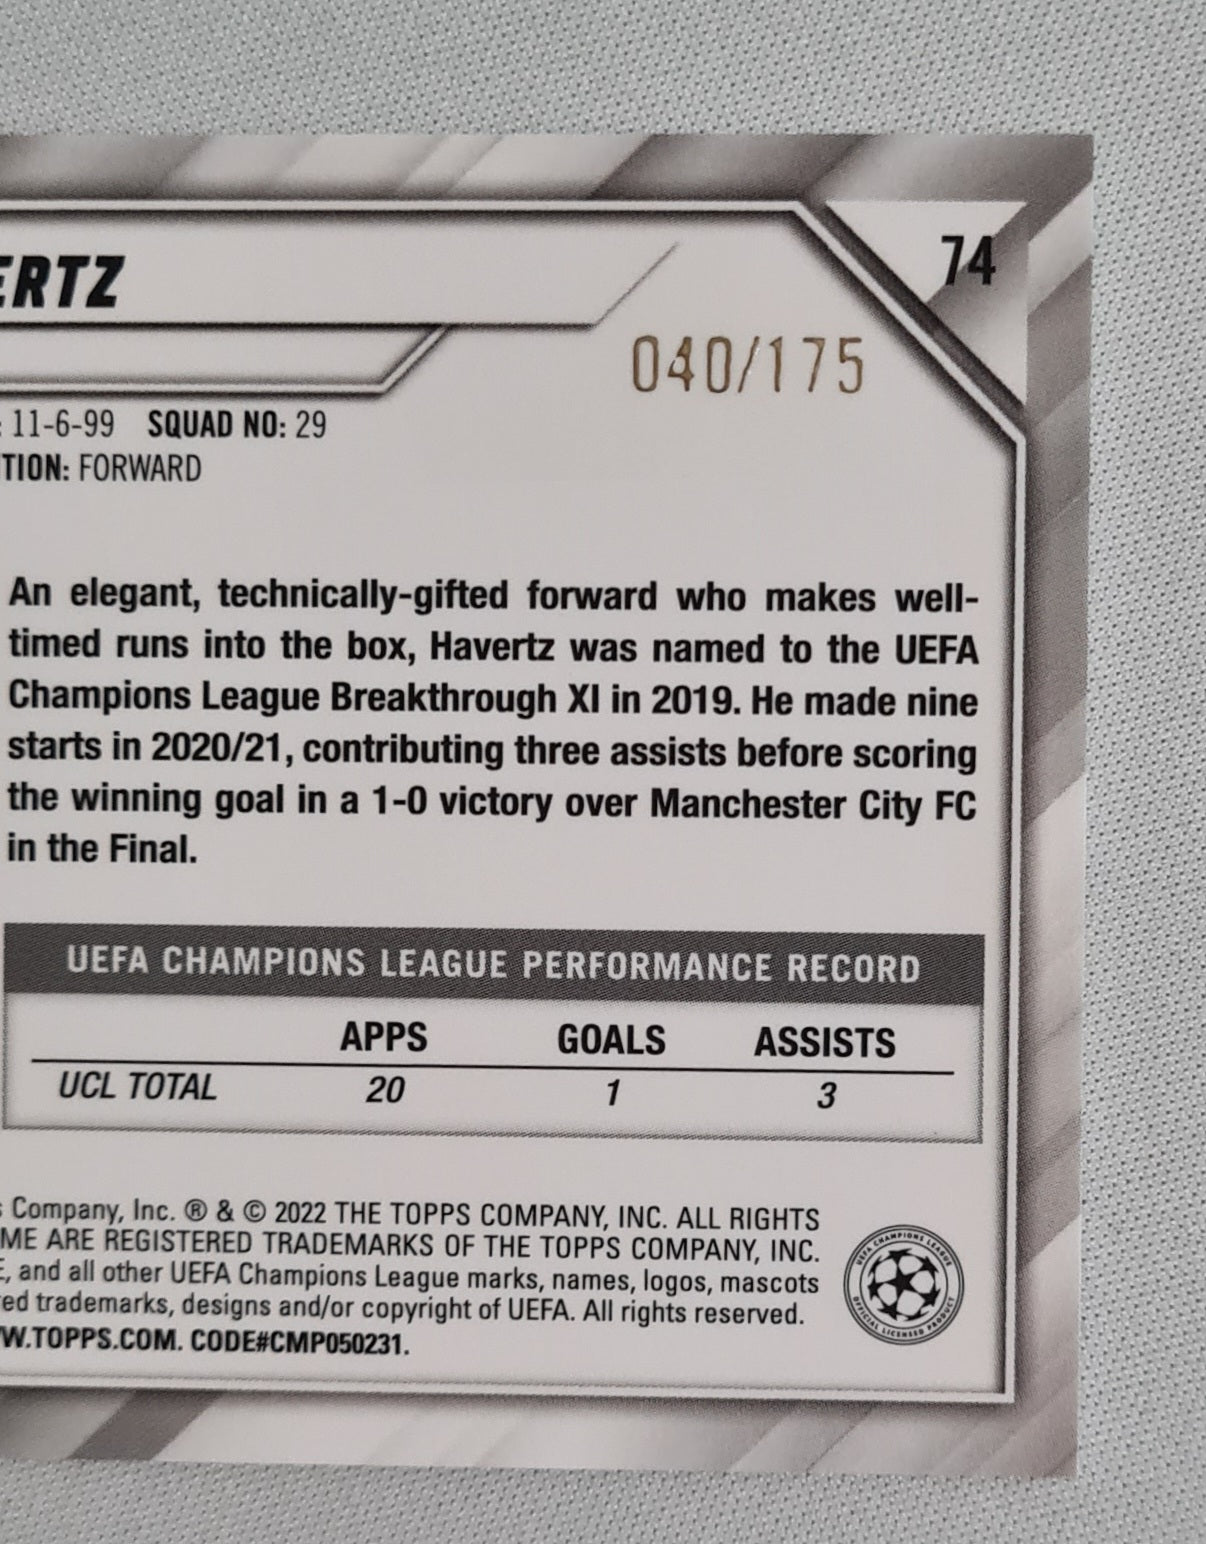 74
ERTZ
040/175
: 11-6-99 SQUAD NO: 29
TION: FORWARD
An elegant, technically-gifted forward who makes well-
timed runs into the box, Havertz was named to the UEFA
Champions League Breakthrough XI in 2019. He made nine
starts in 2020/21, contributing three assists before scoring
the winning goal in a 1-0 victory over Manchester City FC
in the Final.
UEFA CHAMPIONS LEAGUE PERFORMANCE RECORD
APPS GOALS ASSISTS
UCL TOTAL 20 1 3
s Company, Inc. ® & © 2022 THE TOPPS COMPANY, INC. ALL RIGHTS
ME ARE REGISTERED TRADEMARKS OF THE TOPPS COMPANY, INC.
E, and all other UEFA Champions League marks, names, logos, mascots
ed trademarks, designs and/or copyright of UEFA. All rights reserved.
W.TOPPS.COM. CODE#CMP050231.
UEFA CHAMPIONS LEAGUE
OFFICIAL LICENSED PRODUCT